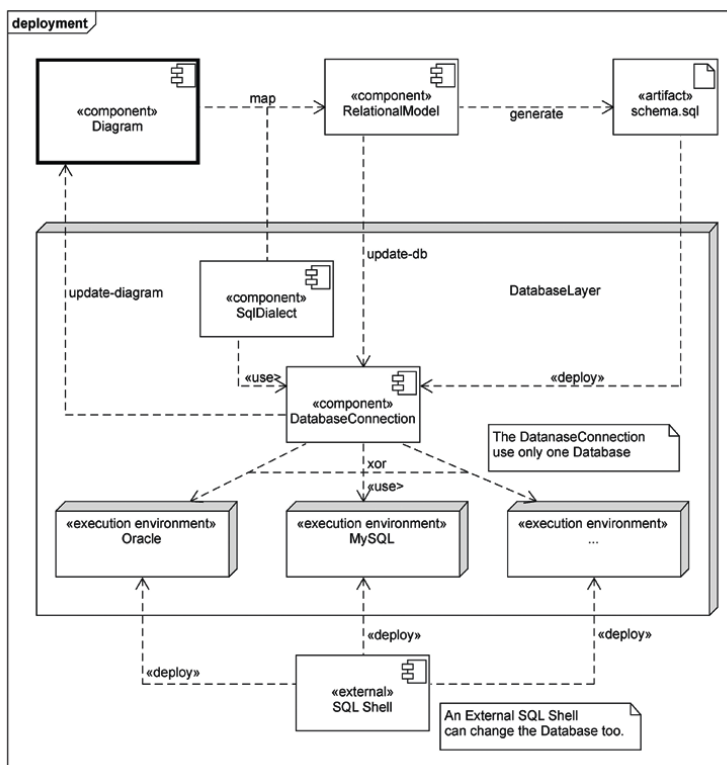 deployment
«component»
Diagram
map
«component»
RelationalModel
generate
«artifact»
schema.sql
update-diagram
«component»
SqlDialect
update-db
DatabaseLayer
«use>
«component»
DatabaseConnection
«deploy»
The DatanaseConnection
use only one Database
xor
«use>
«execution environment»
Oracle
«execution environment»
MySQL
«execution environment»
...
«deploy»
«deploy»
«deploy»
«external»
SQL Shell
An External SQL Shell
can change the Database too.